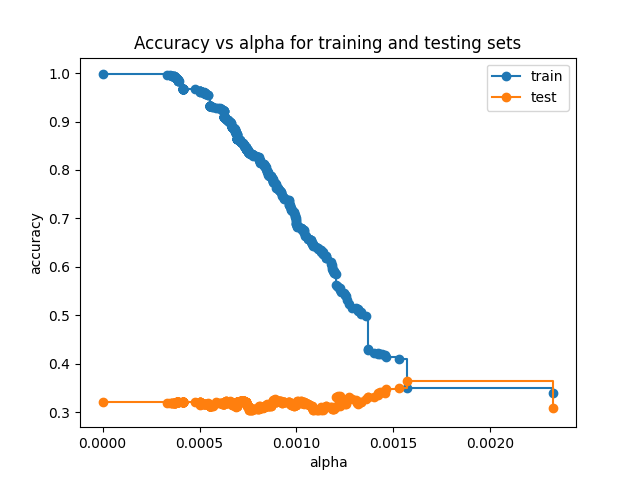 Accuracy vs alpha for training and testing sets
train
test
1.0
0.9
0.8
0.7
0.6
0.5
0.4
0.3
accuracy
0.0000
0.0005
0.0010
0.0015
0.0020
alpha